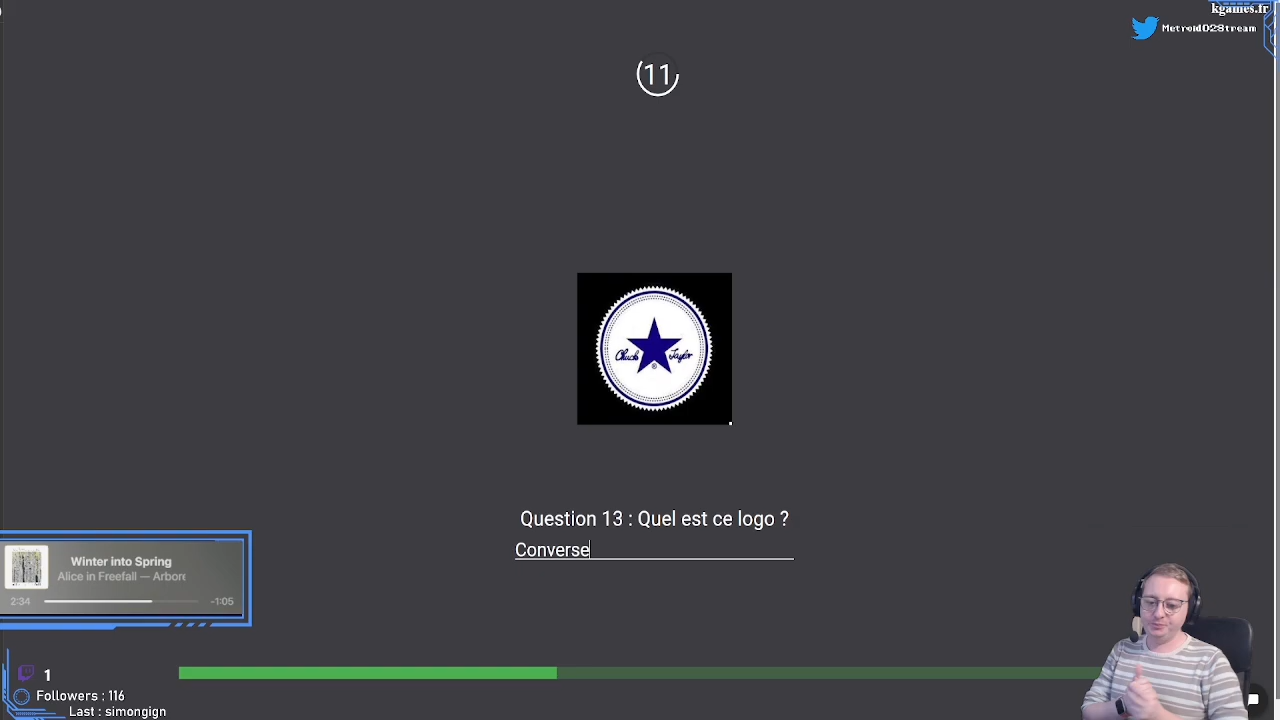 kgames.fr
Metroid02Stream
11
Chuck Taylor
®
Question 13 : Quel est ce logo ?
Converse
Winter into Spring
Alice in Freefall — Arbore
2:34
-1:05
1
Followers : 116
Last : simongign